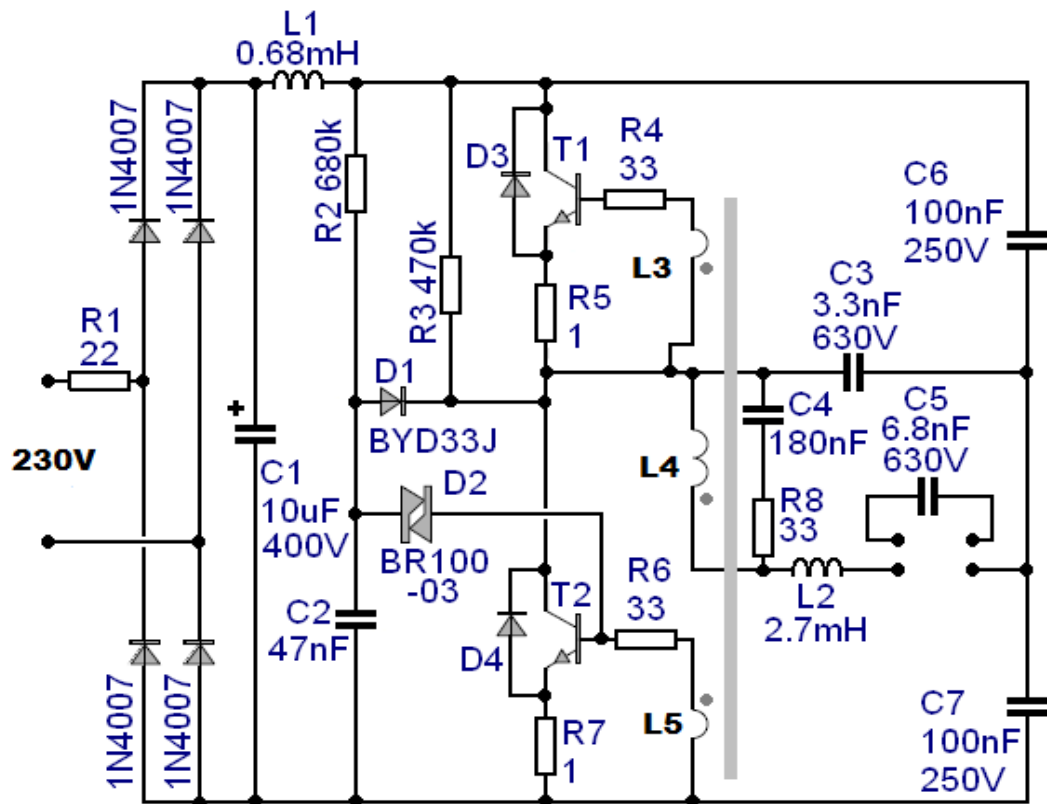 L1
0.68mH
1N4007
1N4007
R2 680k
R3 470k
D3
T1
R4
33
L3
C6
100nF
250V
C3
3.3nF
630V
R1
22
R5
1
D1
BYD33J
230V
+
C1
10uF
400V
L4
C4
180nF
C5
6.8nF
630V
D2
BR100
-03
R8
33
L2
2.7mH
C2
47nF
D4
T2
R6
33
L5
R7
1
C7
100nF
250V
1N4007
1N4007